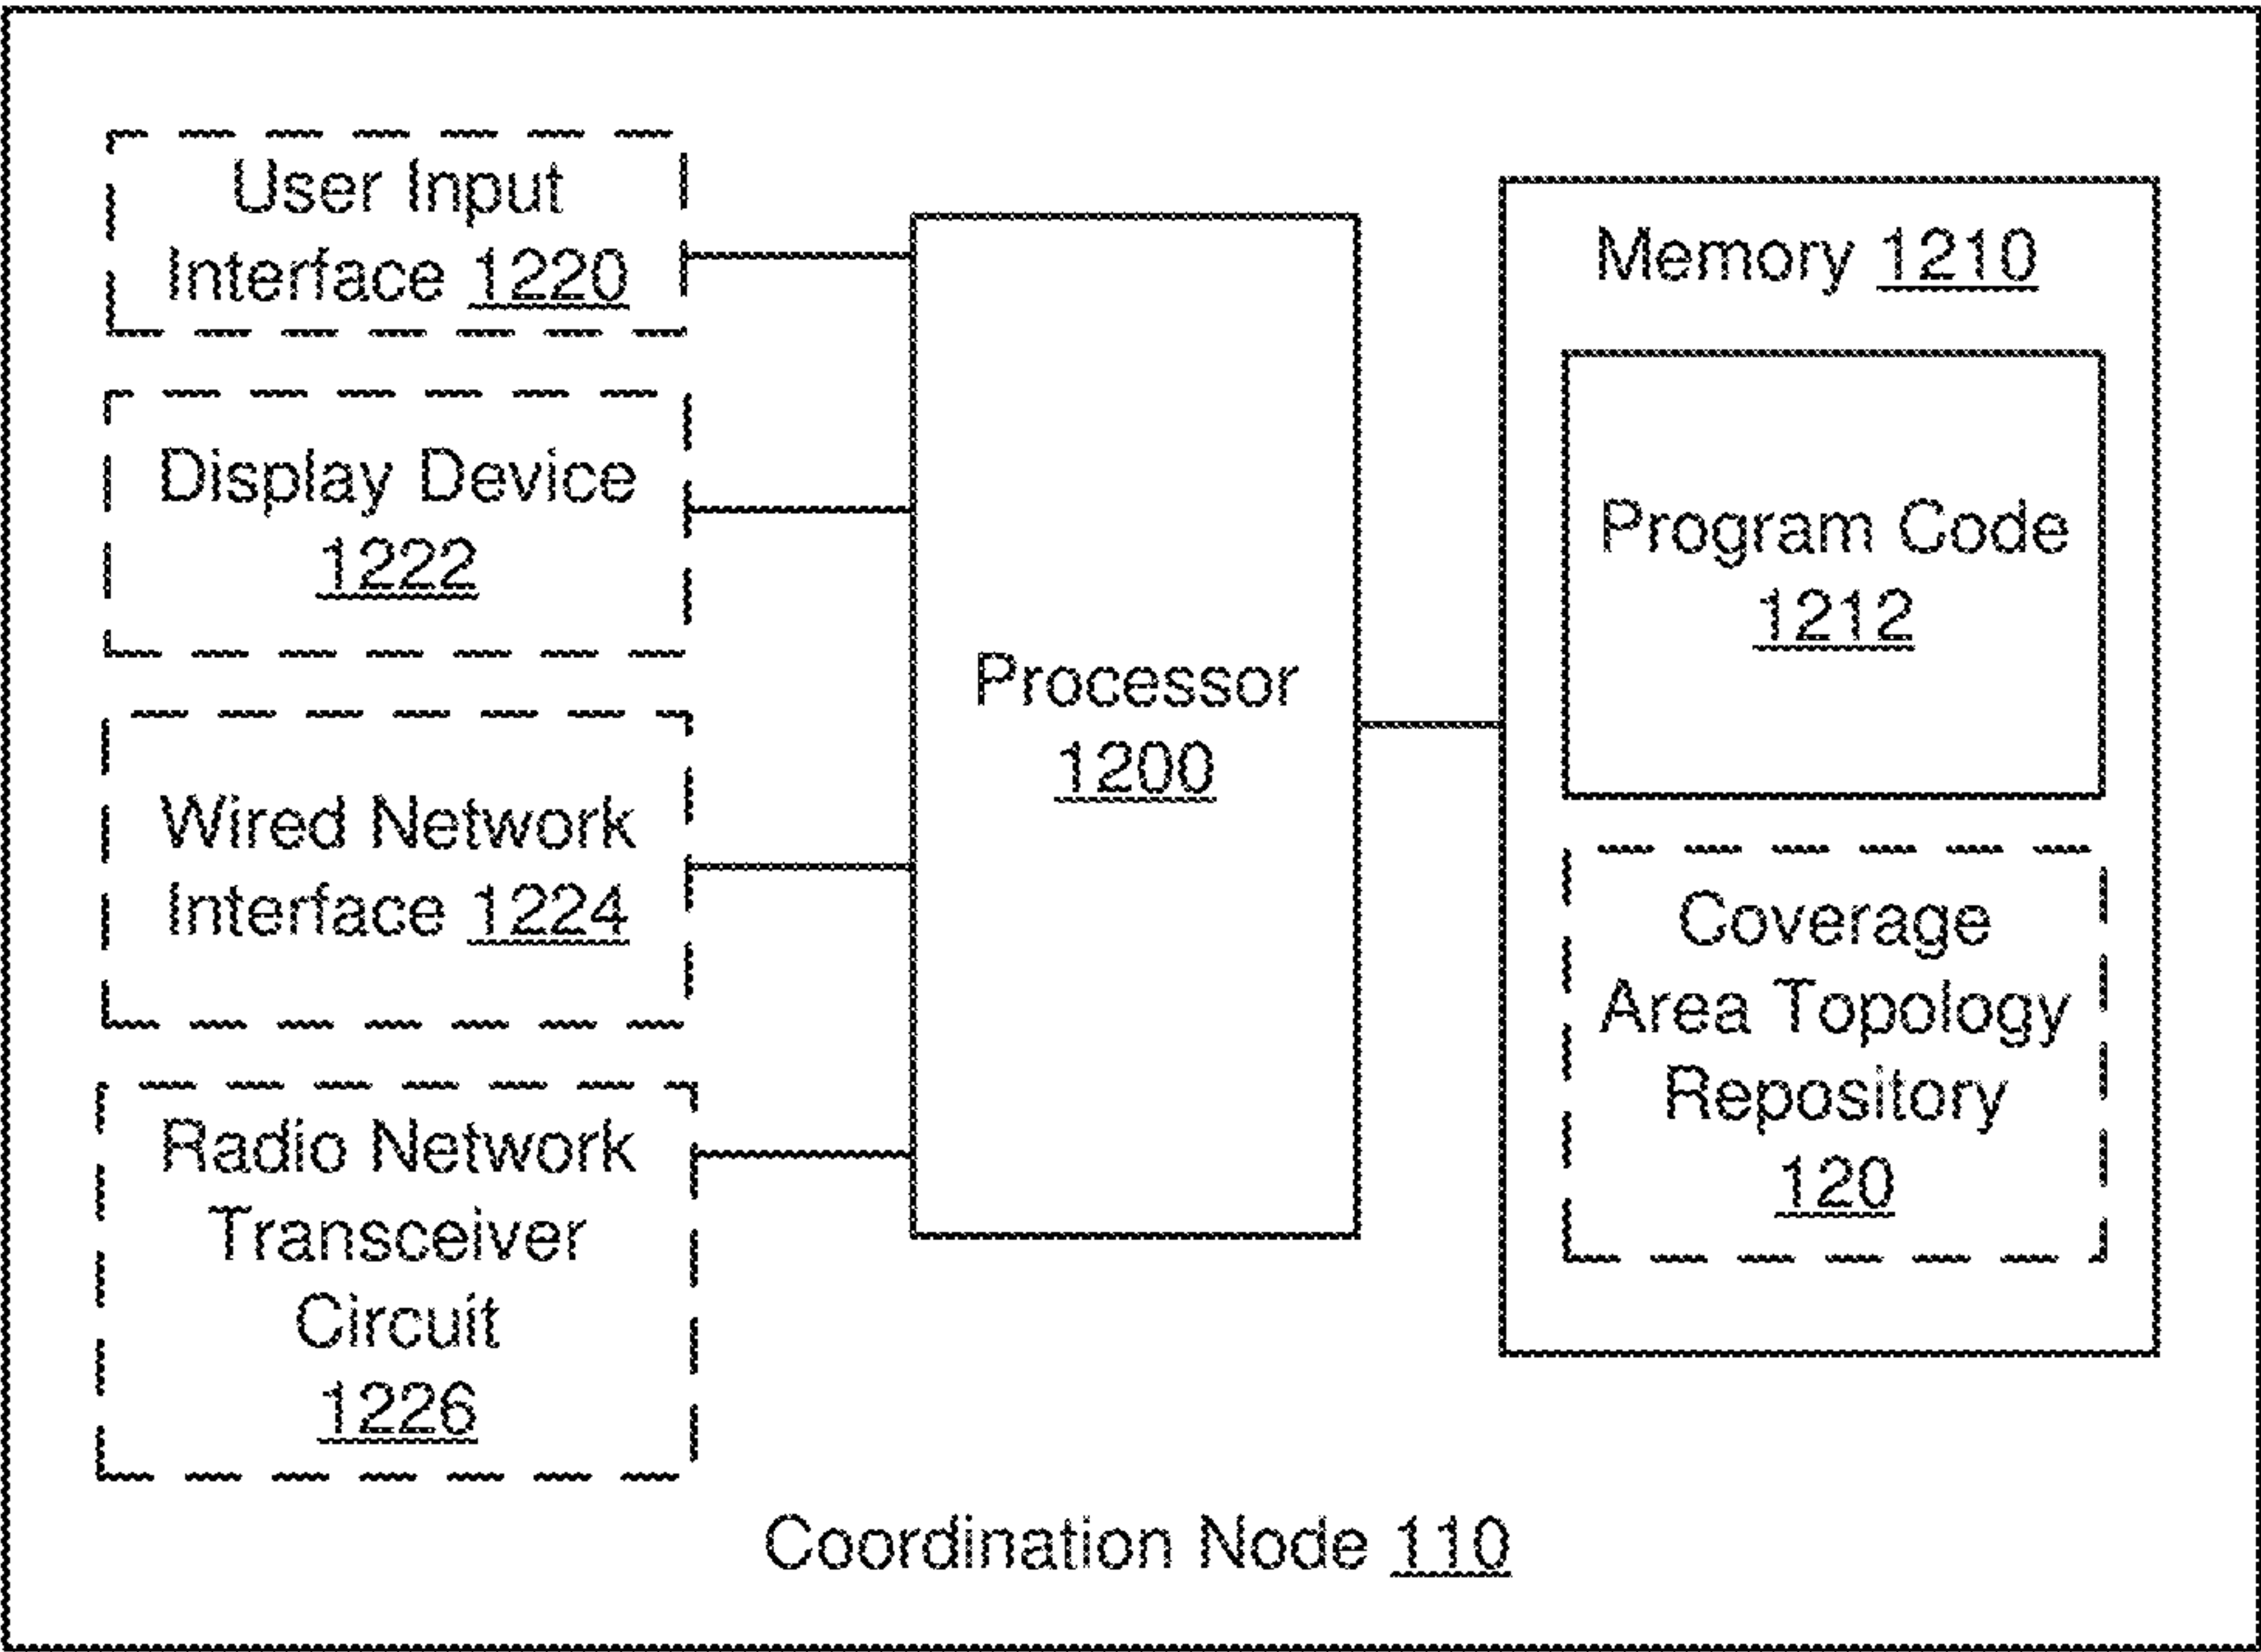 User Input
Interface 1220
Display Device
1222
Wired Network
Interface 1224
Radio Network
Transceiver
Circuit
1226
Processor
1200
Memory 1210
Program Code
1212
Coverage
Area Topology
Repository
120
Coordination Node 110